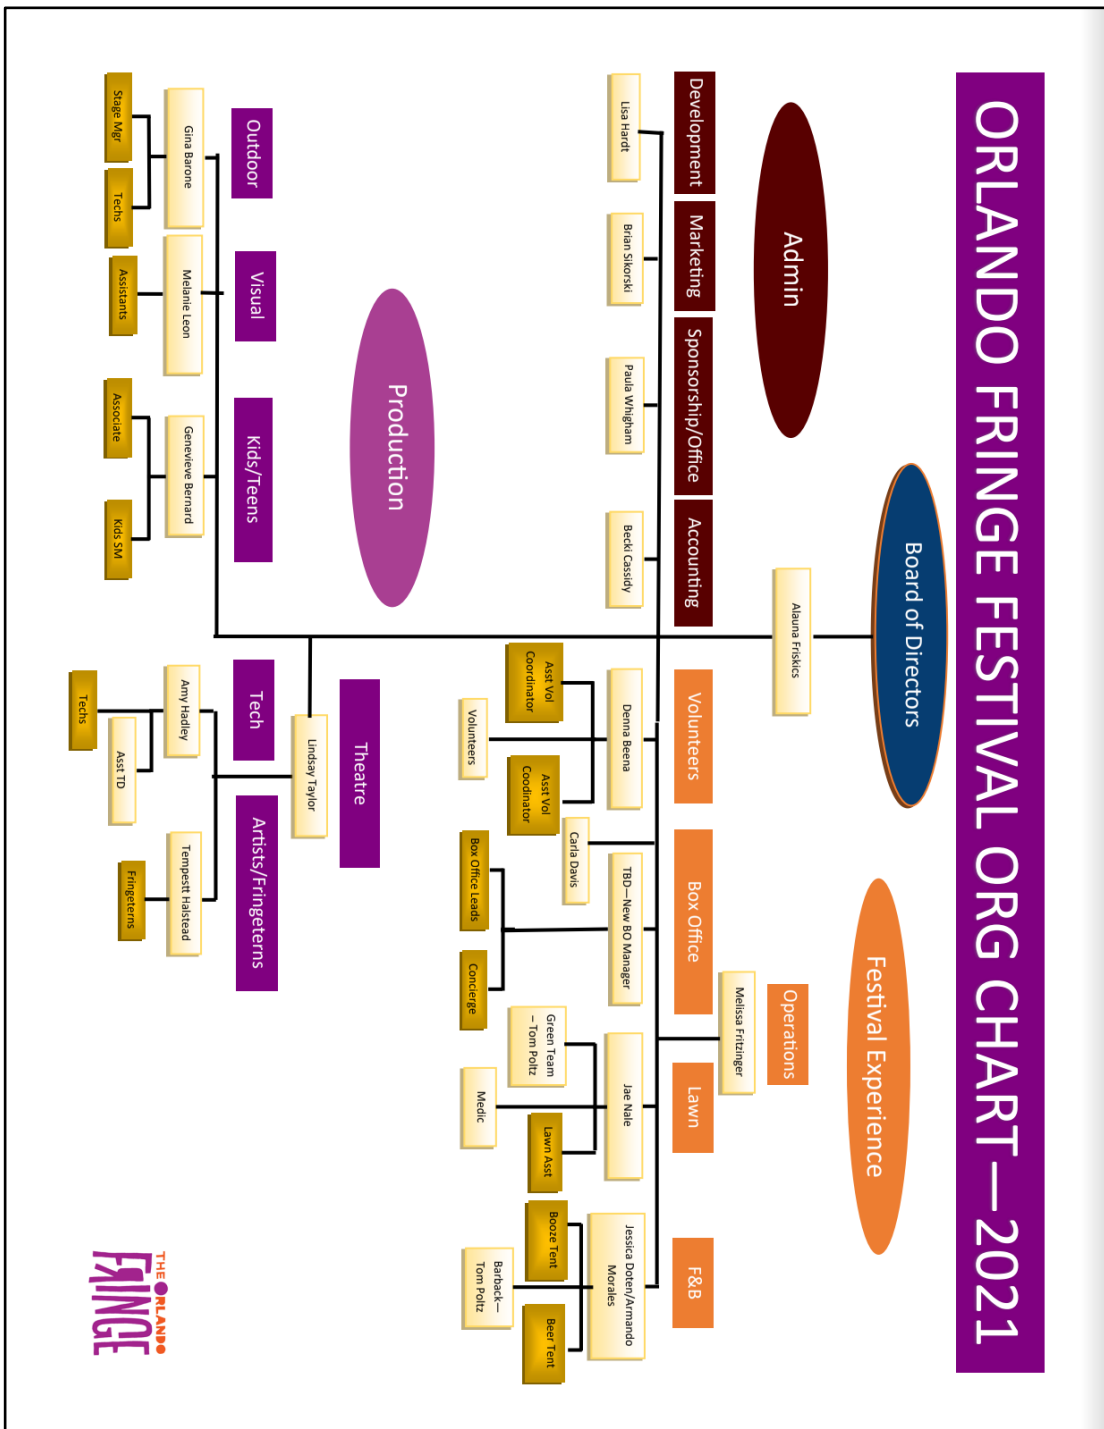 ORLANDO FRINGE FESTIVAL ORG CHART—2021
Board of Directors
Alauna Friskics
Admin
Development
Lisa Hardt
Marketing
Brian Sikorski
Sponsorship/Office
Paula Whigham
Accounting
Becki Cassidy
Festival Experience
Operations
Melissa Fritzinger
Volunteers
Denna Beena
Asst Vol
Coordinator
Asst Vol
Coodinator
Volunteers
Box Office
Carla Davis
TBD—New BO Manager
Box Office Leads
Concierge
Lawn
Jae Nale
Green Team
– Tom Poltz
Lawn Asst
Medic
F&B
Jessica Doten/Armando
Morales
Booze Tent
Beer Tent
Barback—
Tom Poltz
Production
Outdoor
Gina Barone
Stage Mgr
Techs
Visual
Melanie Leon
Assistants
Kids/Teens
Genevieve Bernard
Associate
Kids SM
Theatre
Lindsay Taylor
Tech
Amy Hadley
Techs
Asst TD
Artists/Fringeterns
Tempestt Halstead
Fringeterns
THE ORLANDO
FRINGE